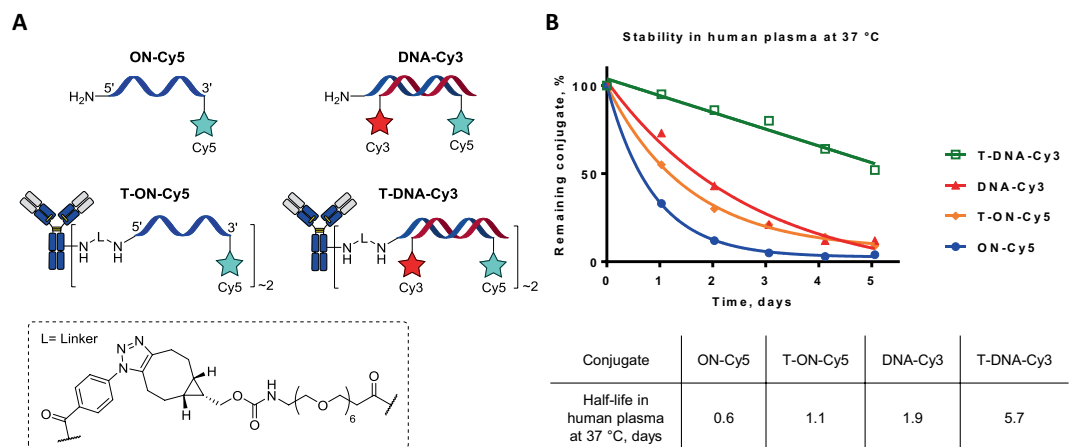 A
ON-Cy5
5'
3'
H₂N
Cy5
DNA-Cy3
H₂N
Cy3
Cy5
T-ON-Cy5
N
H
L
N
H
5'
3'
Cy5
~2
T-DNA-Cy3
N
H
L
N
H
Cy3
Cy5
~2
L= Linker
N
N
N
H
H
O
O
H
N
O
6
O
O
B
Stability in human plasma at 37 °C
Remaining conjugate, %
100
50
0
0 1 2 3 4 5
Time, days
T-DNA-Cy3
DNA-Cy3
T-ON-Cy5
ON-Cy5
Conjugate ON-Cy5 T-ON-Cy5 DNA-Cy3 T-DNA-Cy3
Half-life in
human plasma
at 37 °C, days
0.6 1.1 1.9 5.7